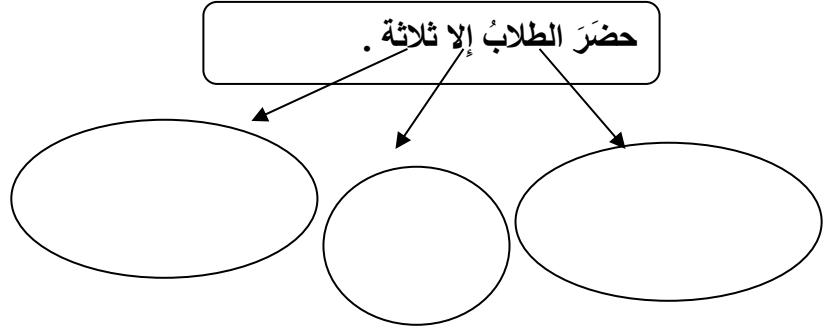 حضَرَ الطلابُ إلا ثلاثة .